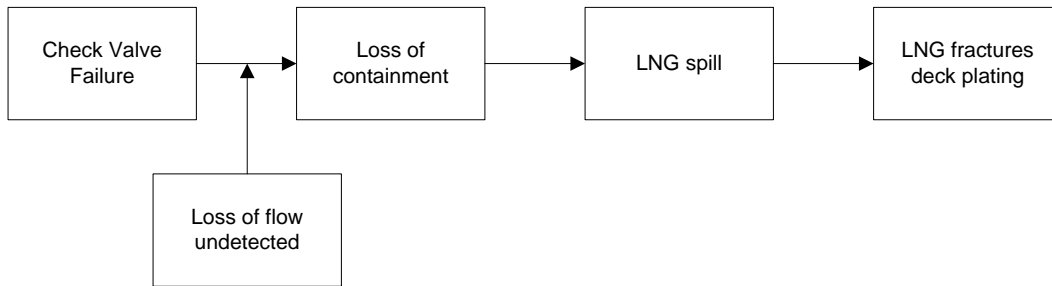 Check Valve
Failure
Loss of
containment
LNG spill
LNG fractures
deck plating
Loss of flow
undetected